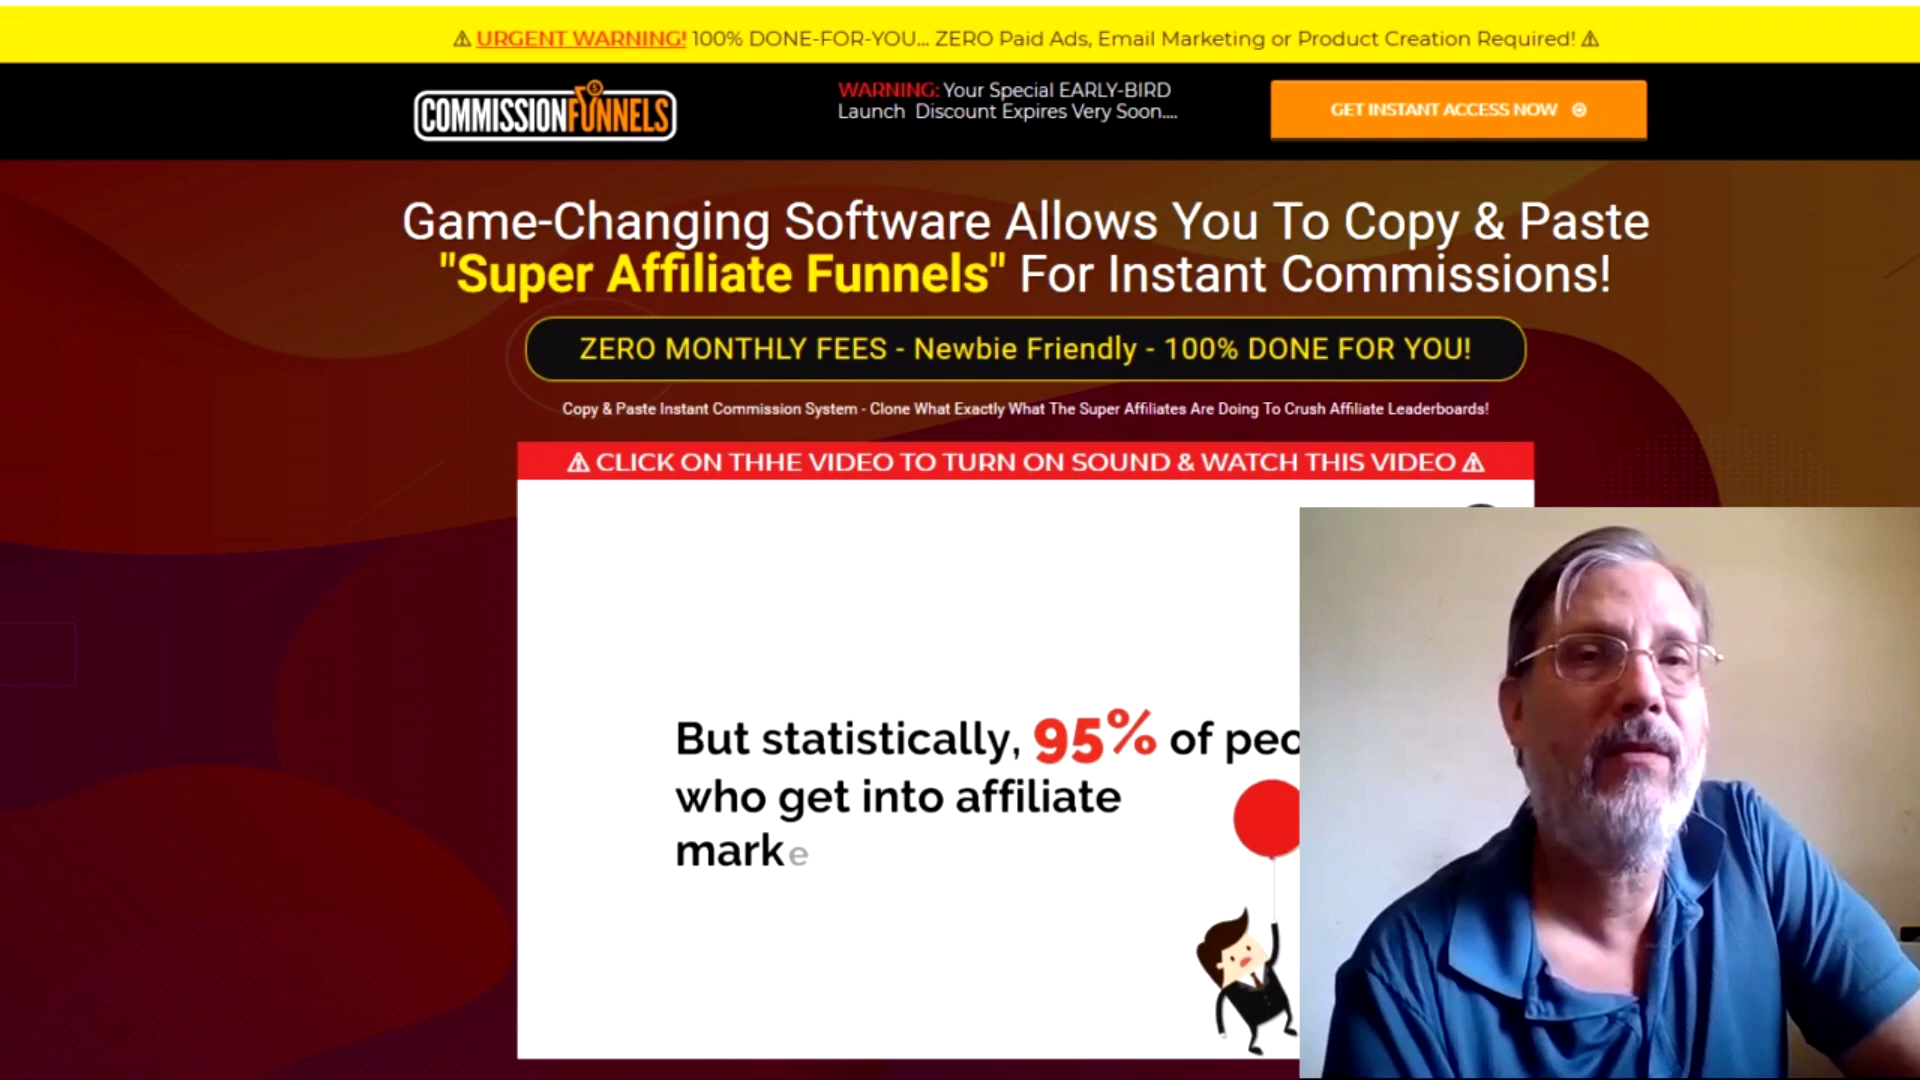 ⚠ URGENT WARNING! 100% DONE-FOR-YOU... ZERO Paid Ads, Email Marketing or Product Creation Required! ⚠
COMMISSIONFUNNELS
WARNING: Your Special EARLY-BIRD
Launch Discount Expires Very Soon....
GET INSTANT ACCESS NOW
Game-Changing Software Allows You To Copy & Paste
"Super Affiliate Funnels" For Instant Commissions!
ZERO MONTHLY FEES - Newbie Friendly - 100% DONE FOR YOU!
Copy & Paste Instant Commission System - Clone What Exactly What The Super Affiliates Are Doing To Crush Affiliate Leaderboards!
⚠ CLICK ON THHE VIDEO TO TURN ON SOUND & WATCH THIS VIDEO ⚠
But statistically, 95% of peo
who get into affiliate
marke